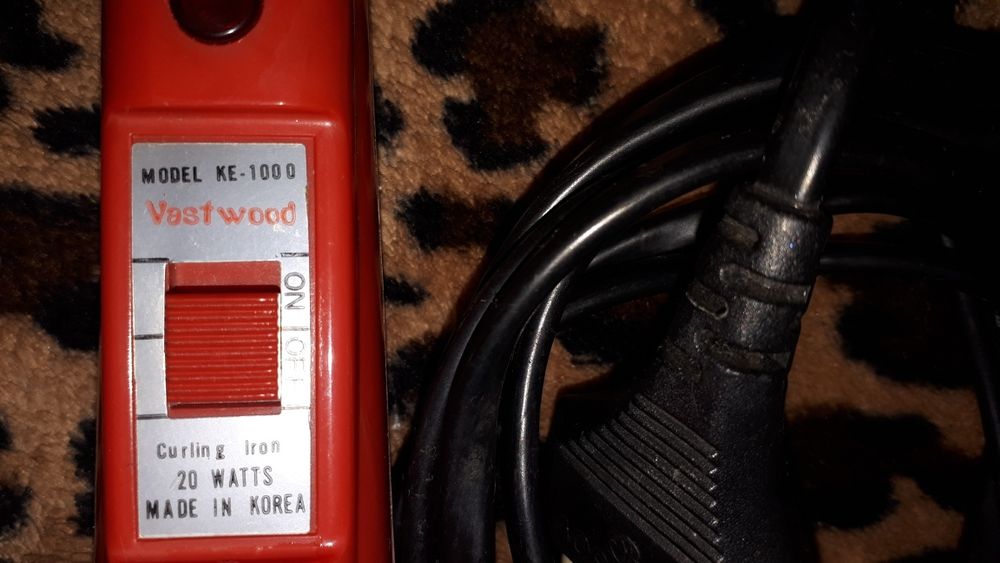 MODEL KE-1000
Vastwood
ON
OFF
Curling Iron
20 WATTS
MADE IN KOREA